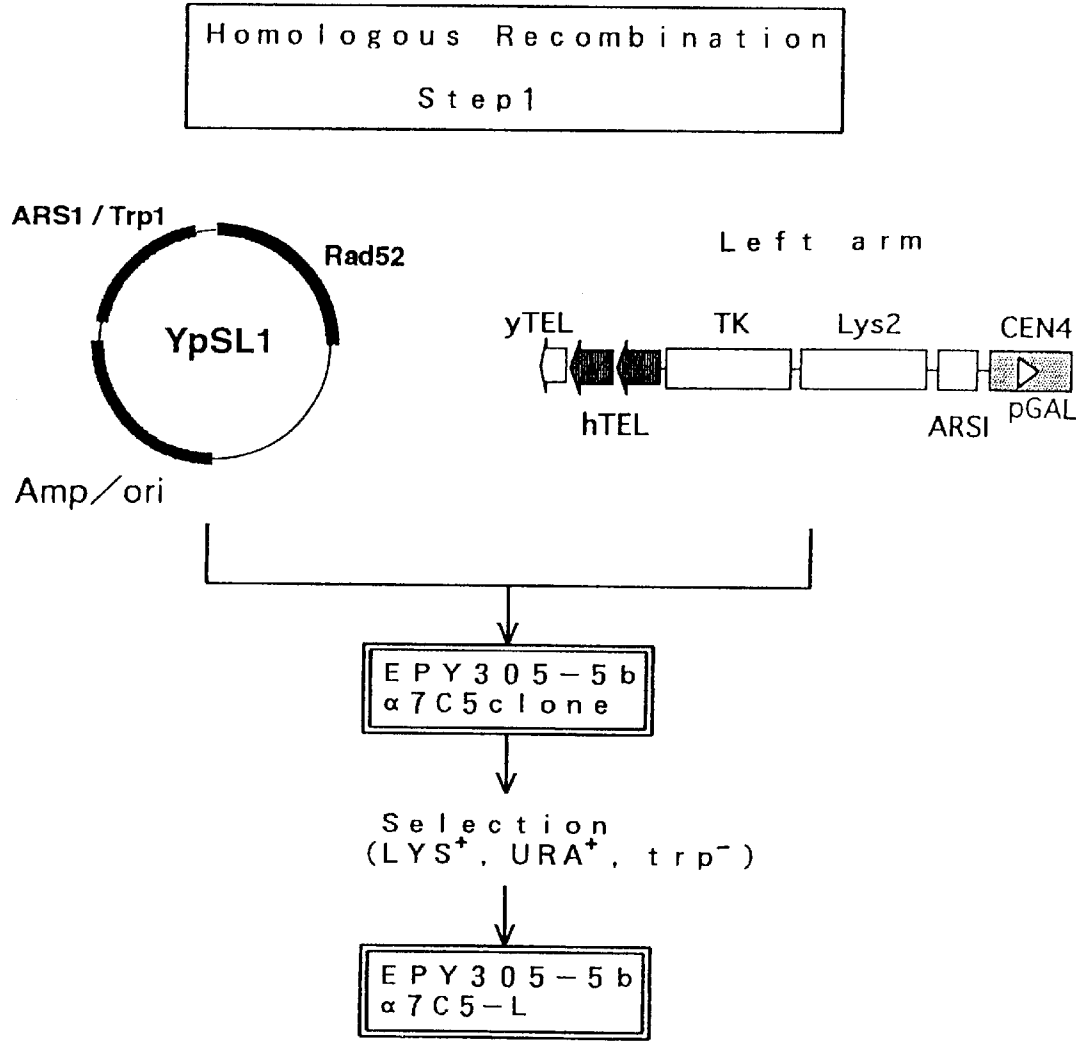 Homologous Recombination
Step1
ARS1 / Trp1
Rad52
YpSL1
Amp/ori
Left arm
yTEL
TK
Lys2
CEN4
hTEL
ARSI
pGAL
EPY305-5b
α7C5clone
Selection
(LYS⁺, URA⁺, trp⁻)
EPY305-5b
α7C5-L